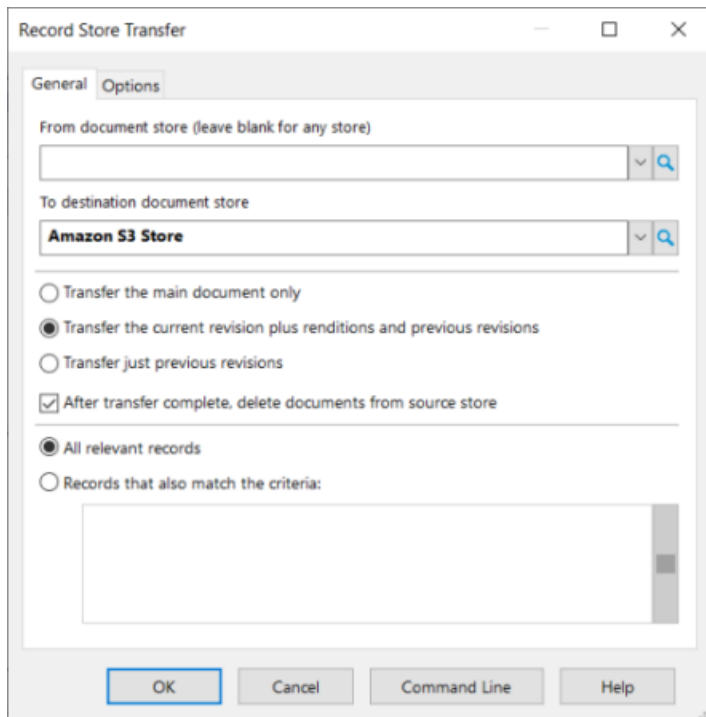 Record Store Transfer
General
Options
From document store (leave blank for any store)
To destination document store
Amazon S3 Store
Transfer the main document only
Transfer the current revision plus renditions and previous revisions
Transfer just previous revisions
After transfer complete, delete documents from source store
All relevant records
Records that also match the criteria:
OK
Cancel
Command Line
Help